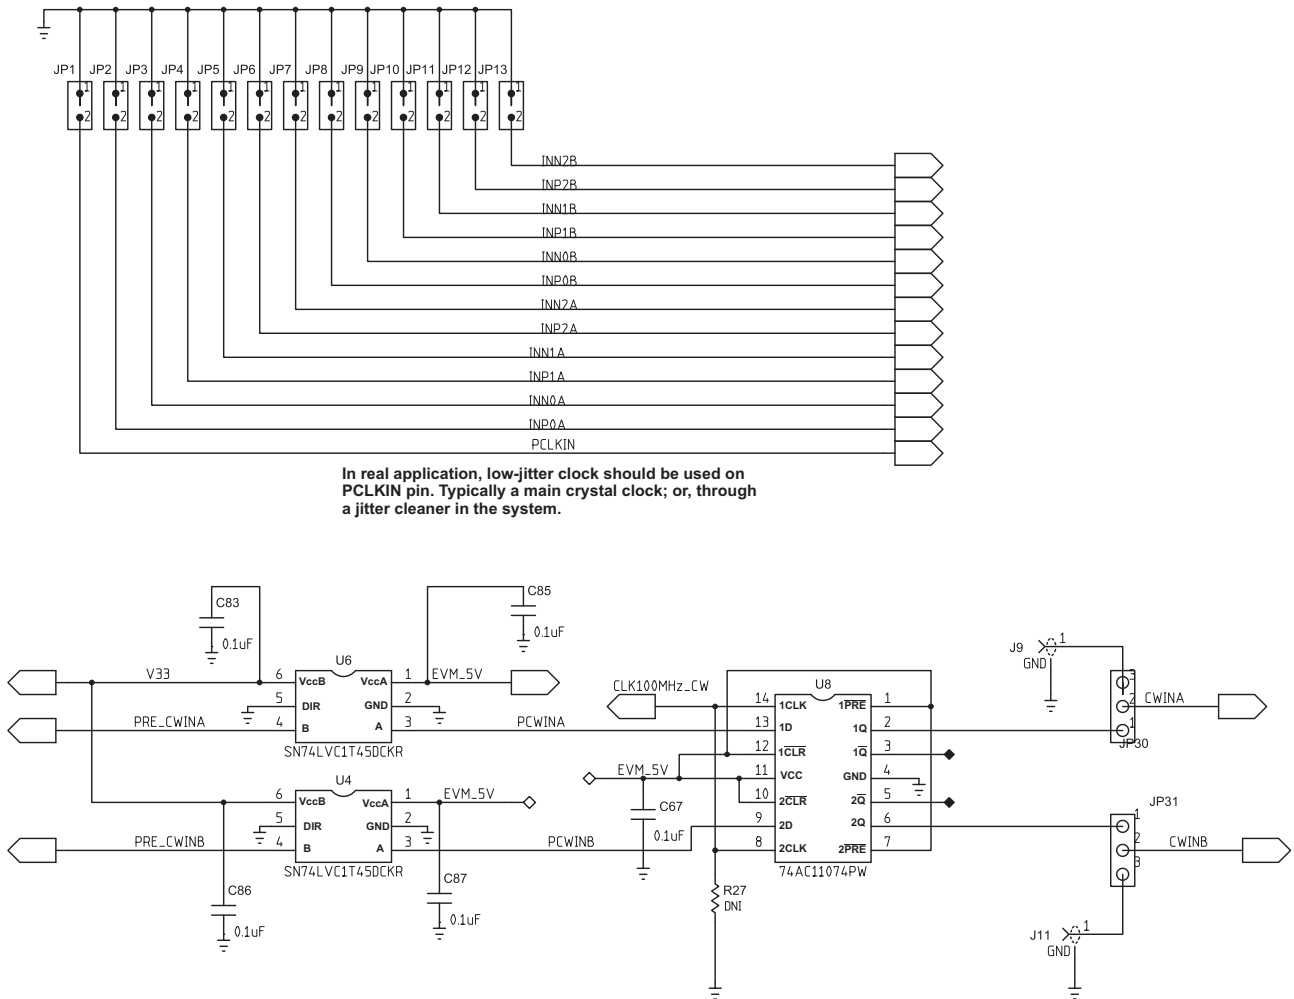 JP1 JP2 JP3 JP4 JP5 JP6 JP7 JP8 JP9 JP10 JP11 JP12 JP13
1 1 1 1 1 1 1 1 1 1 1 1 1
2 2 2 2 2 2 2 2 2 2 2 2 2
INN2B
INP2B
INN1B
INP1B
INN0B
INP0B
INN2A
INP2A
INN1A
INP1A
INN0A
INP0A
PCLKIN
In real application, low-jitter clock should be used on
PCLKIN pin. Typically a main crystal clock; or, through
a jitter cleaner in the system.
C83
0.1uF
C85
0.1uF
U6
V33 6 VccB VccA 1 EVM_5V
5 DIR GND 2
PRE_CWINA 4 B A 3 PCWINA
SN74LVC1T45DCKR
U4
6 VccB VccA 1 EVM_5V
5 DIR GND 2
PRE_CWINB 4 B A 3 PCWINB
SN74LVC1T45DCKR
C86
0.1uF
C87
0.1uF
CLK100MHz_CW
U8
14 1CLK 1PRE 1
13 1D 1Q 2
12 1CLR 1Q 3
EVM_5V 11 VCC GND 4
10 2CLR 2Q 5
9 2D 2Q 6
8 2CLK 2PRE 7
74AC11074PW
C67
0.1uF
R27
DNI
J9 1
GND
3
2 CWINA
1
JP30
JP31
1
2 CWINB
3
J11 1
GND